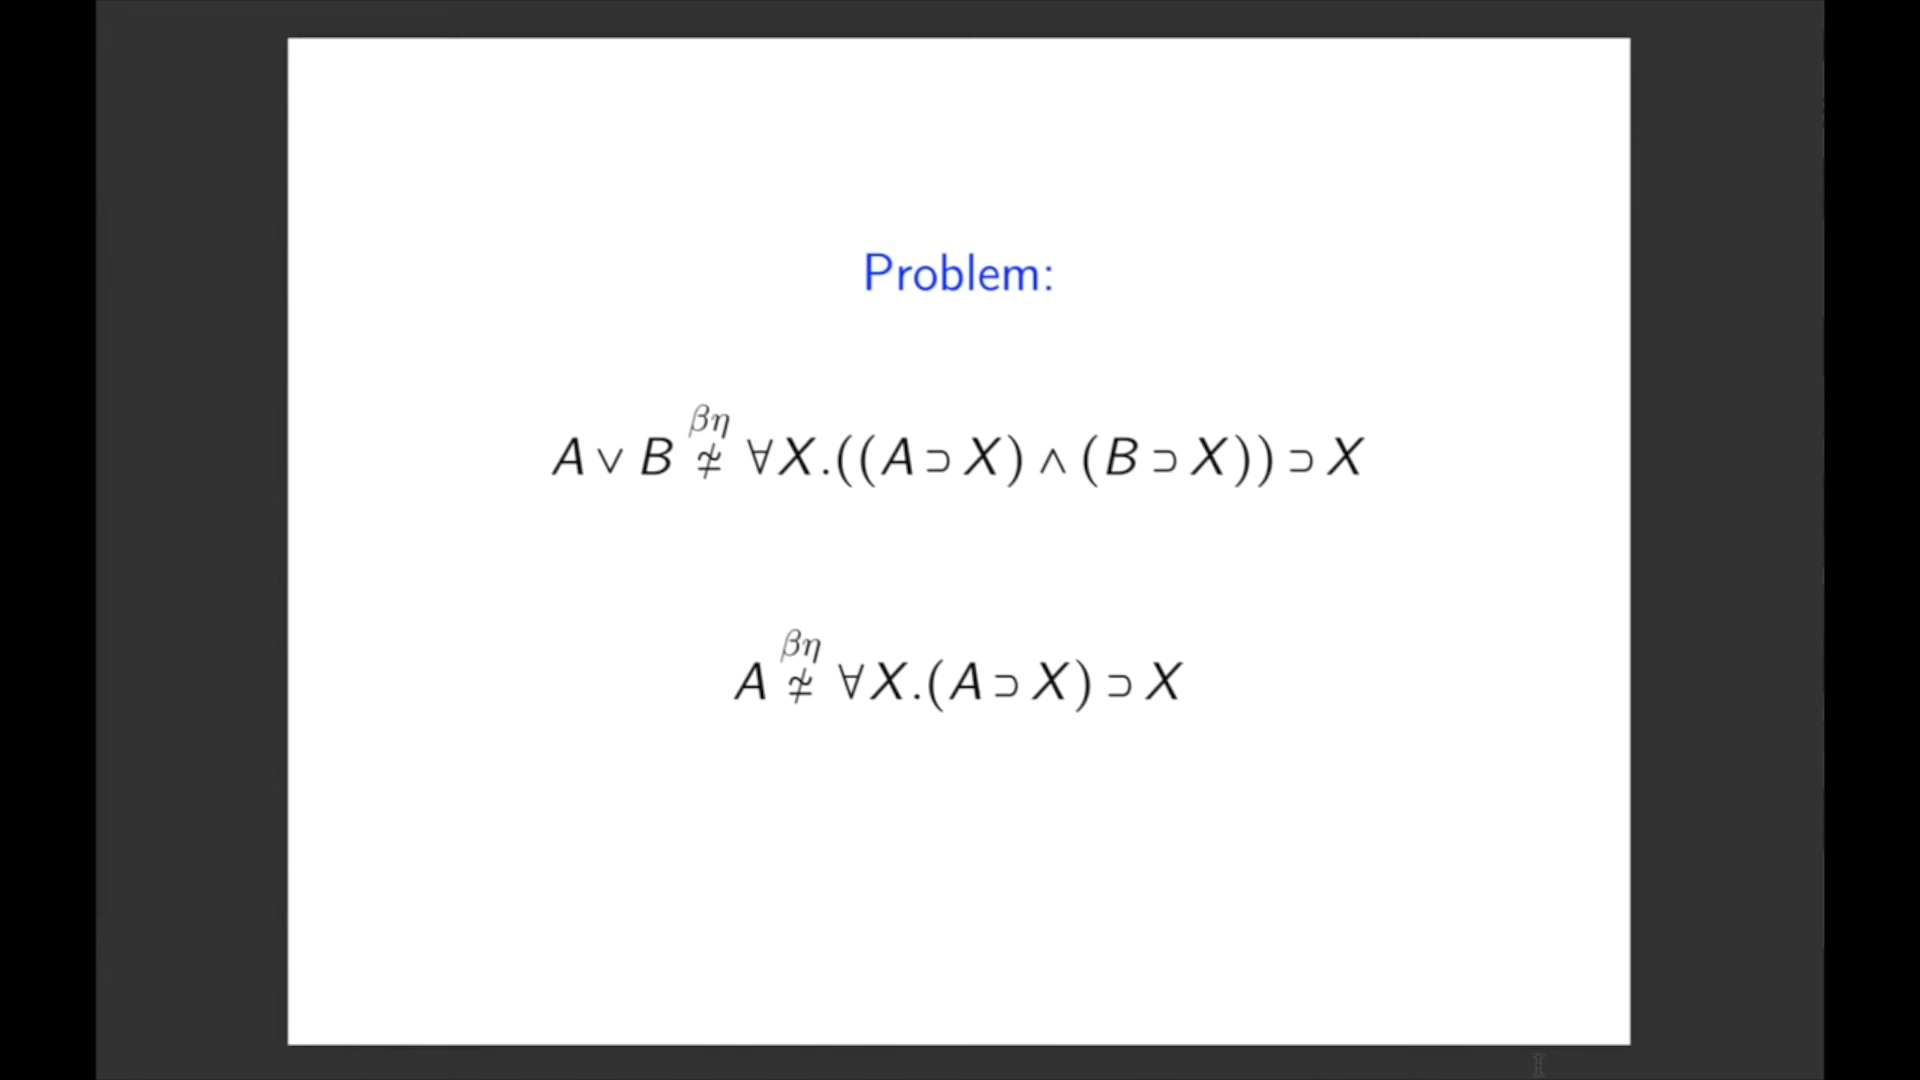 Problem:
A ∨ B ≄^{βη} ∀X.((A ⊃ X) ∧ (B ⊃ X)) ⊃ X
A ≄^{βη} ∀X.(A ⊃ X) ⊃ X